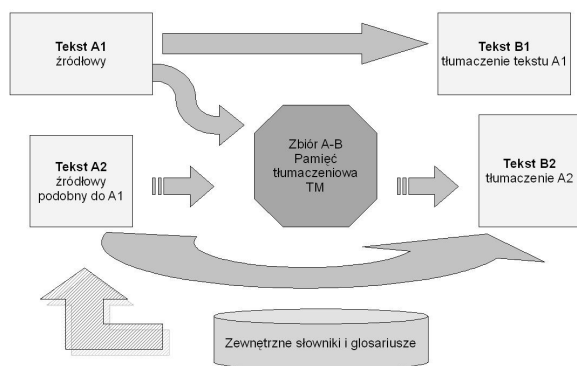 Tekst A1
źródłowy
Tekst B1
tłumaczenie tekstu A1
Zbiór A-B
Pamięć
tłumaczeniowa
TM
Tekst A2
źródłowy
podobny do A1
Tekst B2
tłumaczenie A2
Zewnętrzne słowniki i glosariusze